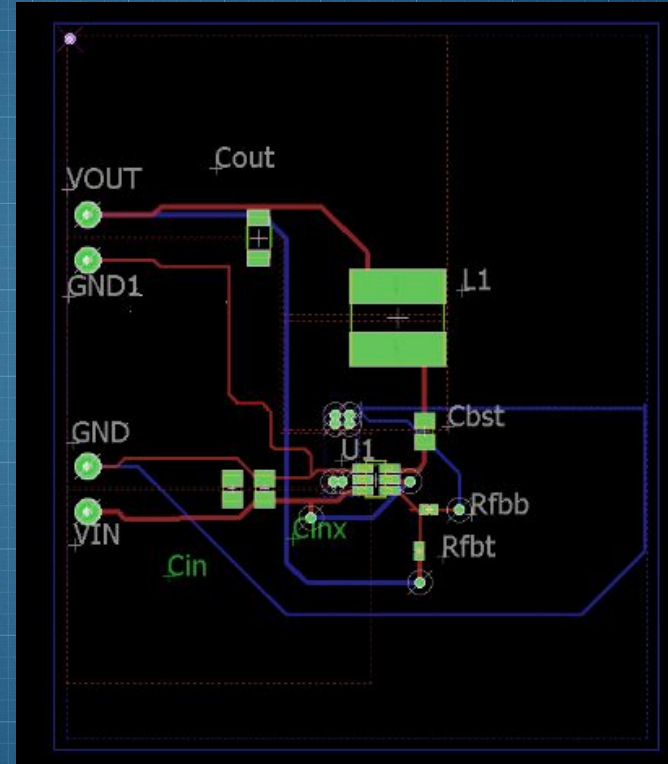 Cout
VOUT
GND1
L1
Cbst
GND
U1
Rfbb
VIN
Cinx
Rfbt
Cin